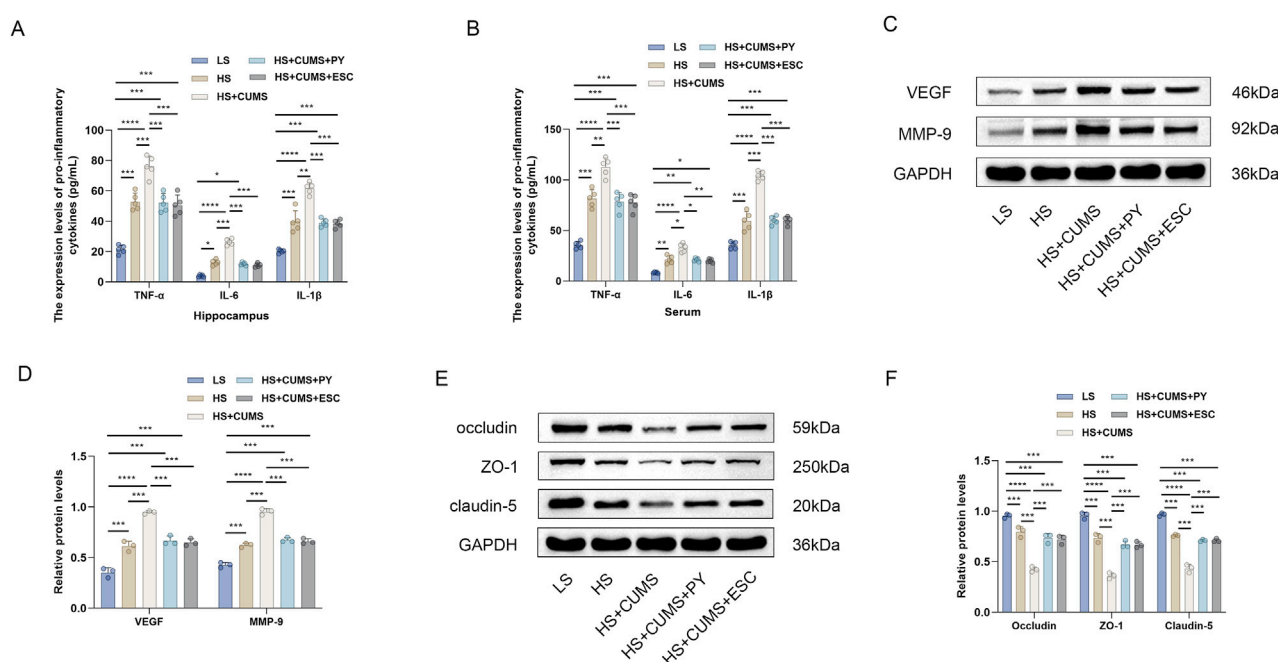 A
LS
HS
HS+CUMS
HS+CUMS+PY
HS+CUMS+ESC
The expression levels of pro-inflammatory
cytokines (pg/mL)
100
80
60
40
20
0
*** *** **** *** *** *** ***
* *** **** *** *** * ***
*** *** **** *** ** *** ***
TNF-α IL-6 IL-1β
Hippocampus
B
LS
HS
HS+CUMS
HS+CUMS+PY
HS+CUMS+ESC
The expression levels of pro-inflammatory
cytokines (pg/mL)
150
100
50
0
*** *** **** *** ** *** ***
* ** **** ** * * **
*** *** **** *** *** *** ***
TNF-α IL-6 IL-1β
Serum
C
VEGF 46kDa
MMP-9 92kDa
GAPDH 36kDa
LS HS HS+CUMS HS+CUMS+PY HS+CUMS+ESC
D
LS
HS
HS+CUMS
HS+CUMS+PY
HS+CUMS+ESC
Relative protein levels
1.5
1.0
0.5
0.0
*** *** **** *** *** *** ***
*** *** **** *** *** *** ***
VEGF MMP-9
E
occludin 59kDa
ZO-1 250kDa
claudin-5 20kDa
GAPDH 36kDa
LS HS HS+CUMS HS+CUMS+PY HS+CUMS+ESC
F
LS
HS
HS+CUMS
HS+CUMS+PY
HS+CUMS+ESC
Relative protein levels
1.5
1.0
0.5
0.0
*** *** **** *** *** *** ***
*** *** **** *** *** *** ***
*** *** **** *** *** *** ***
Occludin ZO-1 Claudin-5